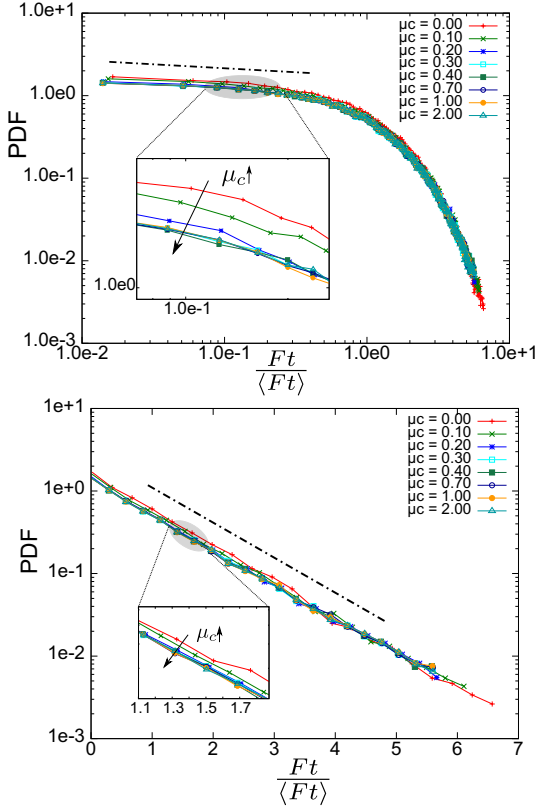 1.0e+1
1.0e+0
1.0e-1
1.0e-2
1.0e-3
PDF
μc = 0.00
μc = 0.10
μc = 0.20
μc = 0.30
μc = 0.40
μc = 0.70
μc = 1.00
μc = 2.00
μ_c↑
1.0e0
1.0e-1
1.0e-2 1.0e-1 1.0e0 1.0e+1
Ft
⟨Ft⟩
1e+1
1e+0
1e-1
1e-2
1e-3
PDF
μc = 0.00
μc = 0.10
μc = 0.20
μc = 0.30
μc = 0.40
μc = 0.70
μc = 1.00
μc = 2.00
μ_c↑
1.1 1.3 1.5 1.7
0 1 2 3 4 5 6 7
Ft
⟨Ft⟩